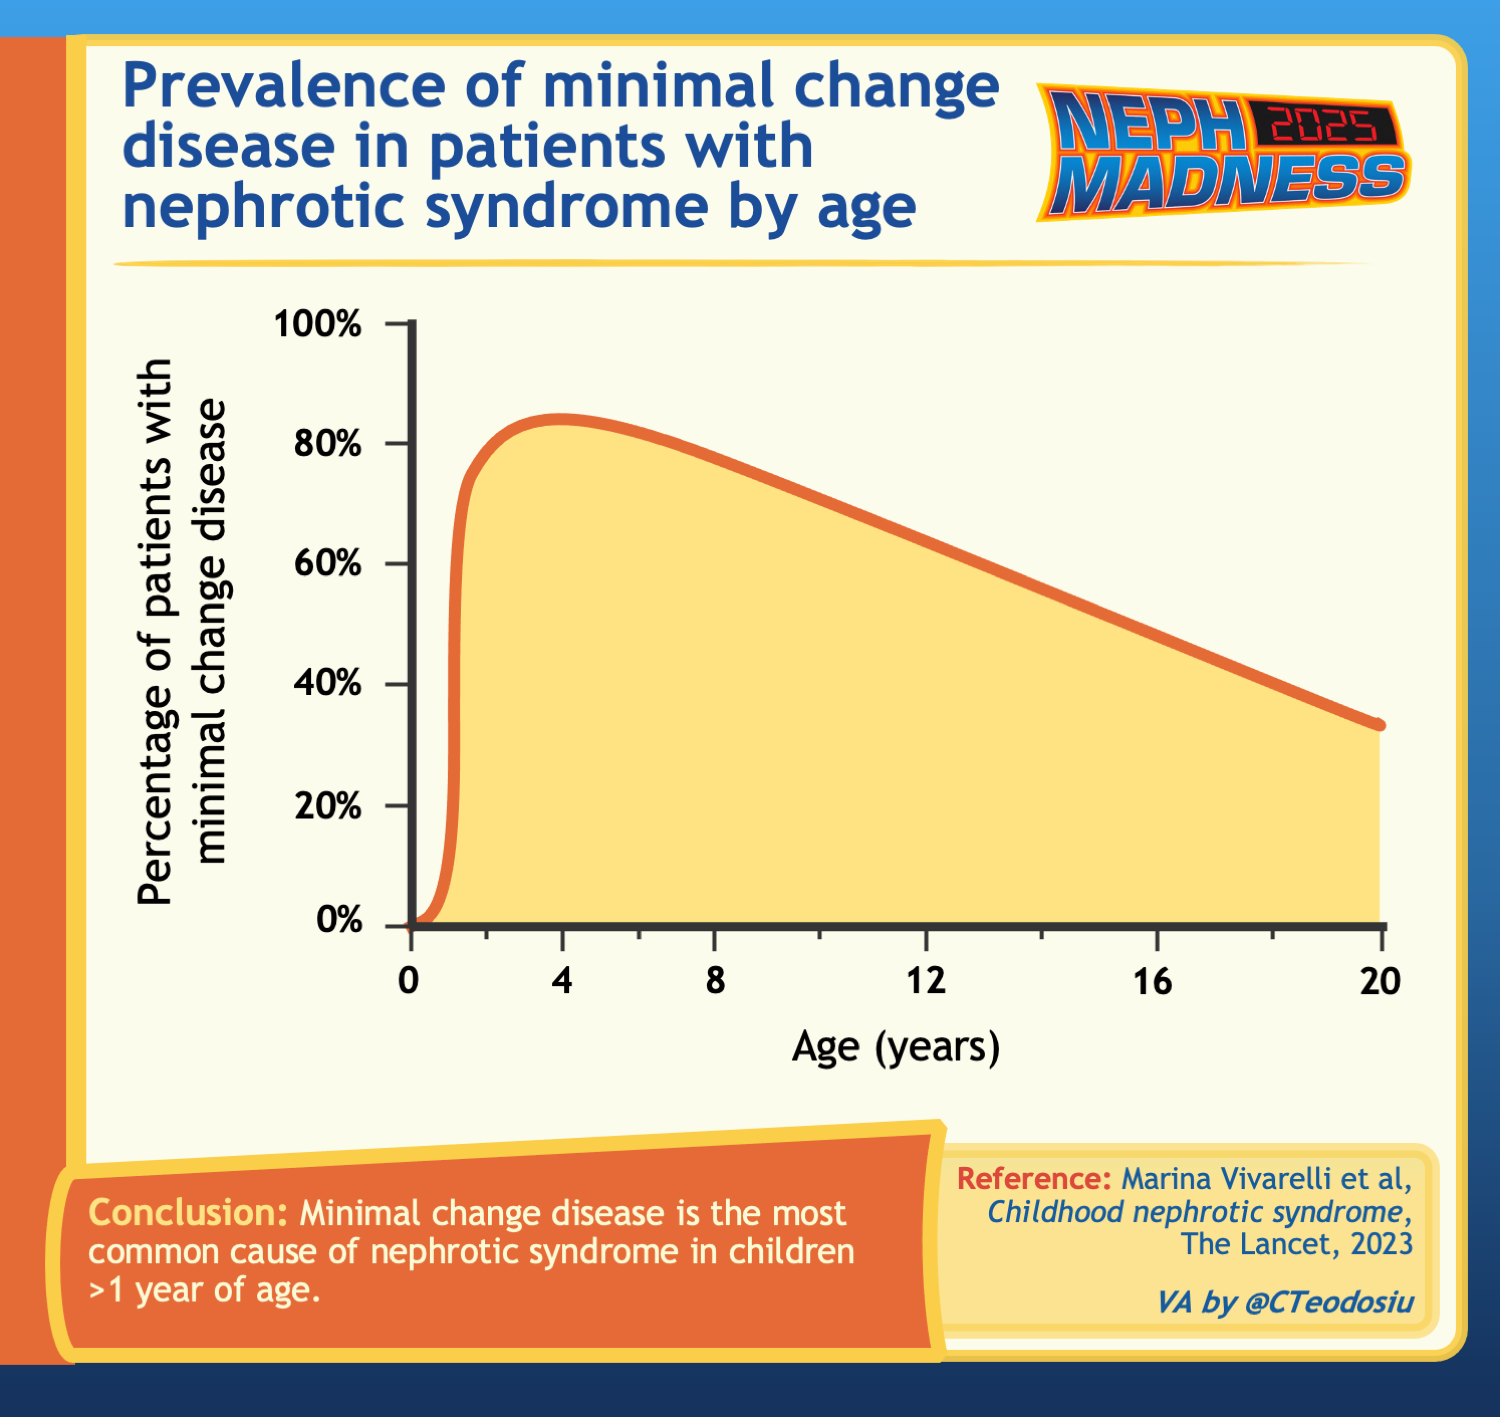 Prevalence of minimal change
disease in patients with
nephrotic syndrome by age
NEPH 2025
MADNESS
Percentage of patients with
minimal change disease
100%
80%
60%
40%
20%
0%
0 4 8 12 16 20
Age (years)
Conclusion: Minimal change disease is the most
common cause of nephrotic syndrome in children
>1 year of age.
Reference: Marina Vivarelli et al,
Childhood nephrotic syndrome,
The Lancet, 2023
VA by @CTeodosiu